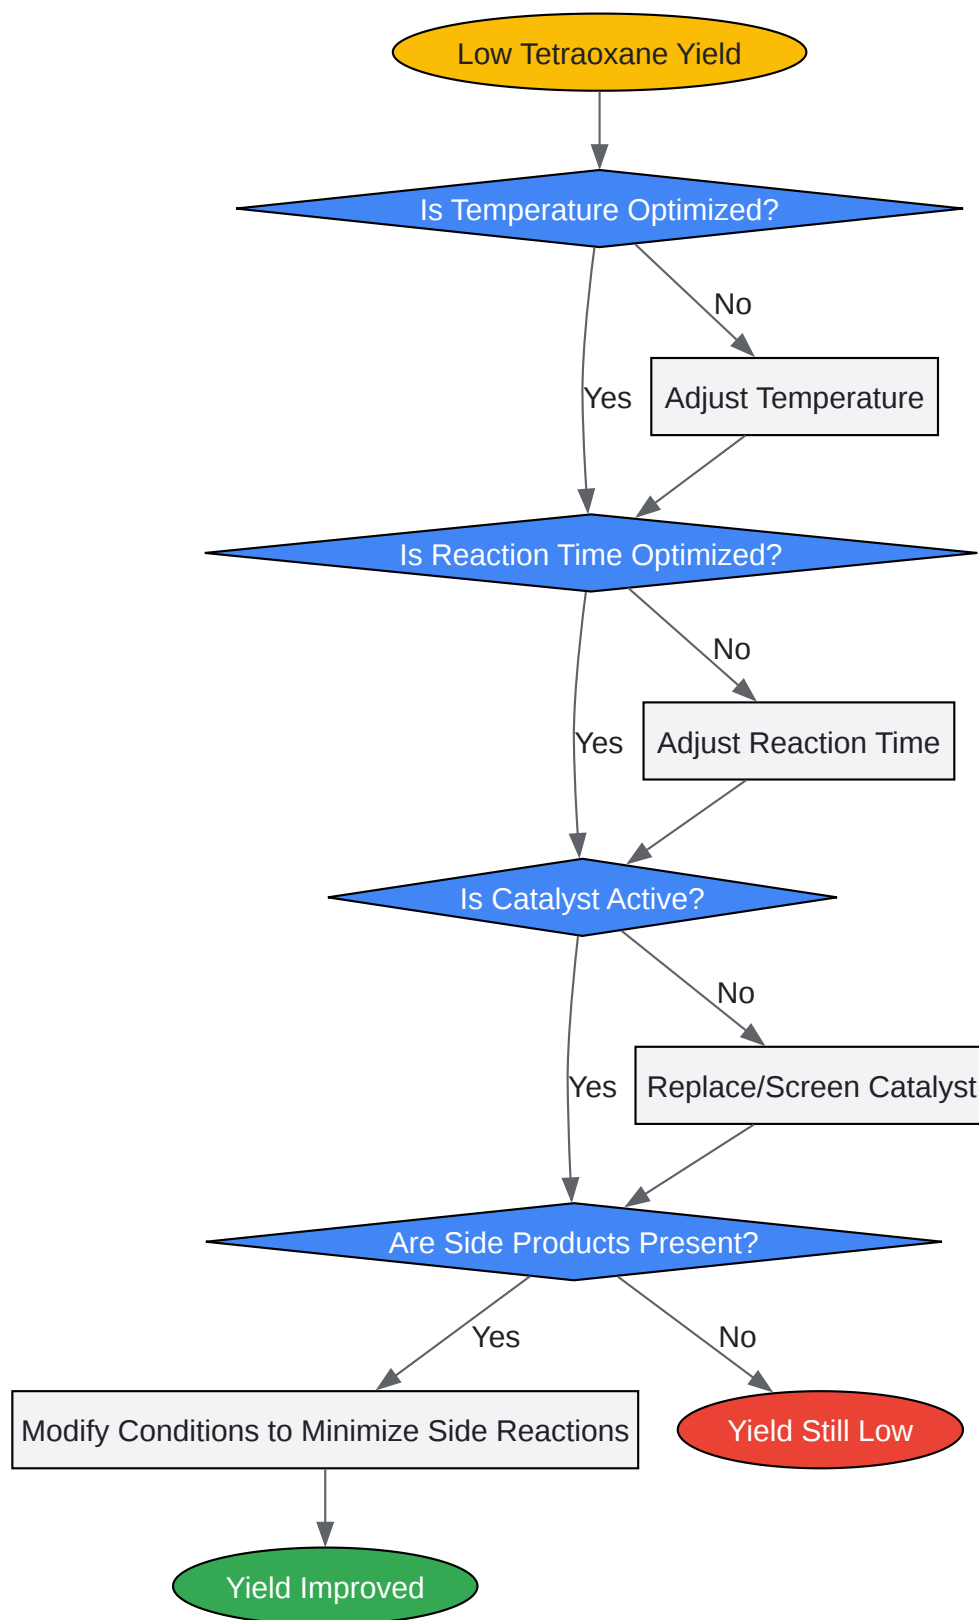 Low Tetraoxane Yield
Is Temperature Optimized?
No
Yes
Adjust Temperature
Is Reaction Time Optimized?
No
Yes
Adjust Reaction Time
Is Catalyst Active?
No
Yes
Replace/Screen Catalyst
Are Side Products Present?
Yes
No
Modify Conditions to Minimize Side Reactions
Yield Still Low
Yield Improved